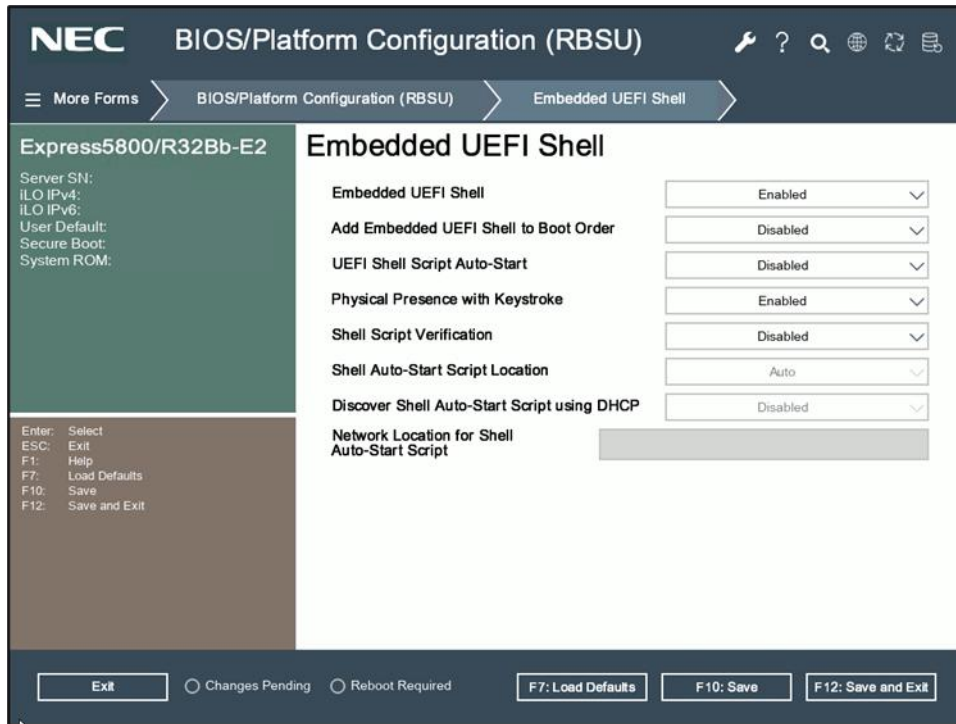 NEC BIOS/Platform Configuration (RBSU)
More Forms BIOS/Platform Configuration (RBSU) Embedded UEFI Shell
Express5800/R32Bb-E2
Server SN:
iLO IPv4:
iLO IPv6:
User Default:
Secure Boot:
System ROM:
Enter: Select
ESC: Exit
F1: Help
F7: Load Defaults
F10: Save
F12: Save and Exit
Embedded UEFI Shell
Embedded UEFI Shell Enabled
Add Embedded UEFI Shell to Boot Order Disabled
UEFI Shell Script Auto-Start Disabled
Physical Presence with Keystroke Enabled
Shell Script Verification Disabled
Shell Auto-Start Script Location Auto
Discover Shell Auto-Start Script using DHCP Disabled
Network Location for Shell
Auto-Start Script
Exit Changes Pending Reboot Required F7: Load Defaults F10: Save F12: Save and Exit